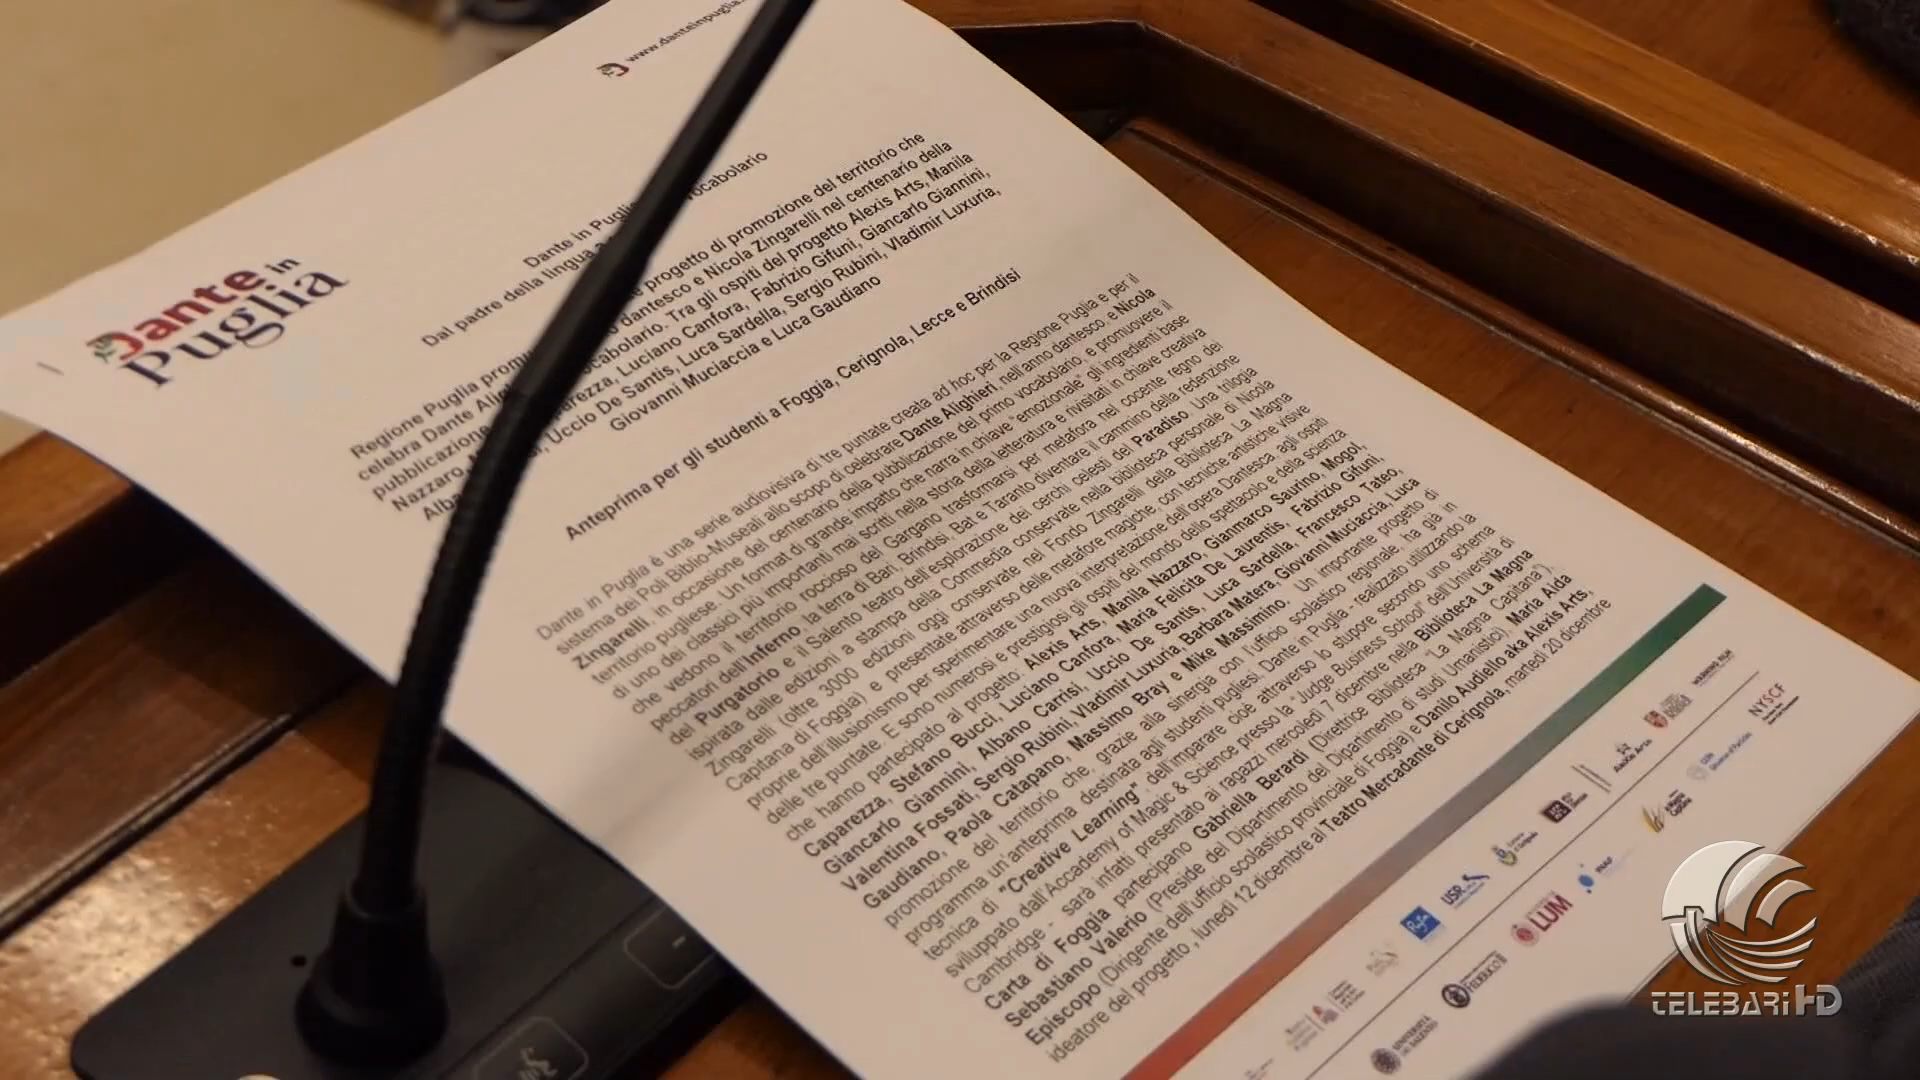 www.danteinpuglia.
Dante in Puglia
Dante in Puglia
Dal padre della lingua vocabolario
Regione Puglia promu progetto di promozione del territorio che
celebra Dante Aligh dantesco e Nicola Zingarelli nel centenario della
pubblicazione vocabolario. Tra gli ospiti del progetto Alexis Arts, Manila
Nazzaro, parezza, Luciano Canfora, Fabrizio Gifuni, Giancarlo Giannini,
Alba Uccio De Santis, Luca Sardella, Sergio Rubini, Vladimir Luxuria,
Giovanni Muciaccia e Luca Gaudiano
Anteprima per gli studenti a Foggia, Cerignola, Lecce e Brindisi
Dante in Puglia è una serie audiovisiva di tre puntate creata ad hoc per la Regione Puglia e per il
sistema dei Poli Biblio-Museali allo scopo di celebrare Dante Alighieri, nell'anno dantesco, e Nicola
Zingarelli, in occasione del centenario della pubblicazione del primo vocabolario, e promuovere il
territorio pugliese. Un format di grande impatto che narra in chiave "emozionale" gli ingredienti base
di uno dei classici più importanti mai scritti nella storia della letteratura e rivisitati in chiave creativa
che vedono il territorio roccioso del Gargano trasformarsi per metafora nel cocente regno dei
peccatori dell'Inferno, la terra di Bari, Brindisi, Bat e Taranto diventare il cammino della redenzione
del Purgatorio e il Salento teatro dell'esplorazione dei cerchi celesti del Paradiso. Una trilogia
ispirata dalle edizioni a stampa della Commedia conservate nella biblioteca personale di Nicola
Zingarelli (oltre 3000 edizioni oggi conservate nel Fondo Zingarelli della Biblioteca La Magna
Capitana di Foggia) e presentate attraverso delle metafore magiche, con tecniche artistiche visive
proprie dell'illusionismo per sperimentare una nuova interpretazione dell'opera Dantesca, agli ospiti
delle tre puntate. E sono numerosi e prestigiosi gli ospiti del mondo dello spettacolo e della scienza
che hanno partecipato al progetto: Alexis Arts, Manila Nazzaro, Gianmarco Saurino, Mogol,
Caparezza, Stefano Bucci, Luciano Canfora, Maria Felicita De Laurentis, Fabrizio Gifuni,
Giancarlo Giannini, Albano Carrisi, Uccio De Santis, Luca Sardella, Francesco Tateo,
Valentina Fossati, Sergio Rubini, Vladimir Luxuria, Barbara Matera, Giovanni Muciaccia, Luca
Gaudiano, Paola Catapano, Massimo Bray e Mike Massimino. Un importante progetto di
promozione del territorio che, grazie alla sinergia con l'ufficio scolastico regionale, ha già in
programma un'anteprima destinata agli studenti pugliesi. Dante in Puglia - realizzato utilizzando la
tecnica di "Creative Learning", dell'imparare cioè attraverso lo stupore secondo uno schema
sviluppato dall'Accademy of Magic & Science presso la "Judge Business School" dell'Università di
Cambridge - sarà infatti presentato ai ragazzi mercoledì 7 dicembre nella Biblioteca La Magna
Carta di Foggia partecipano Gabriella Berardi (Direttrice Biblioteca "La Magna Capitana"),
Sebastiano Valerio (Preside del Dipartimento del Dipartimento di studi Umanistici), Maria Aida
Episcopo (Dirigente dell'ufficio scolastico provinciale di Foggia) e Danilo Audiello aka Alexis Arts,
ideatore del progetto, lunedì 12 dicembre al Teatro Mercadante di Cerignola, martedì 20 dicembre
Alexis Arts
NYSCF
USR
LUM
FEDERICO II
UNIVERSITÀ
DEL SALENTO
TELEBARI HD